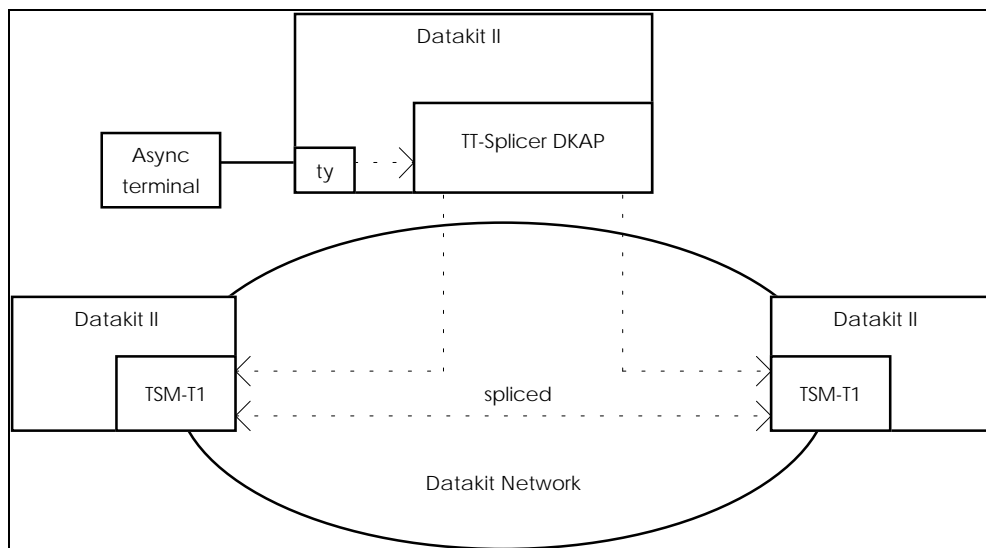 Datakit II
TT-Splicer DKAP
Async
terminal
ty
Datakit II
Datakit II
TSM-T1
spliced
TSM-T1
Datakit Network